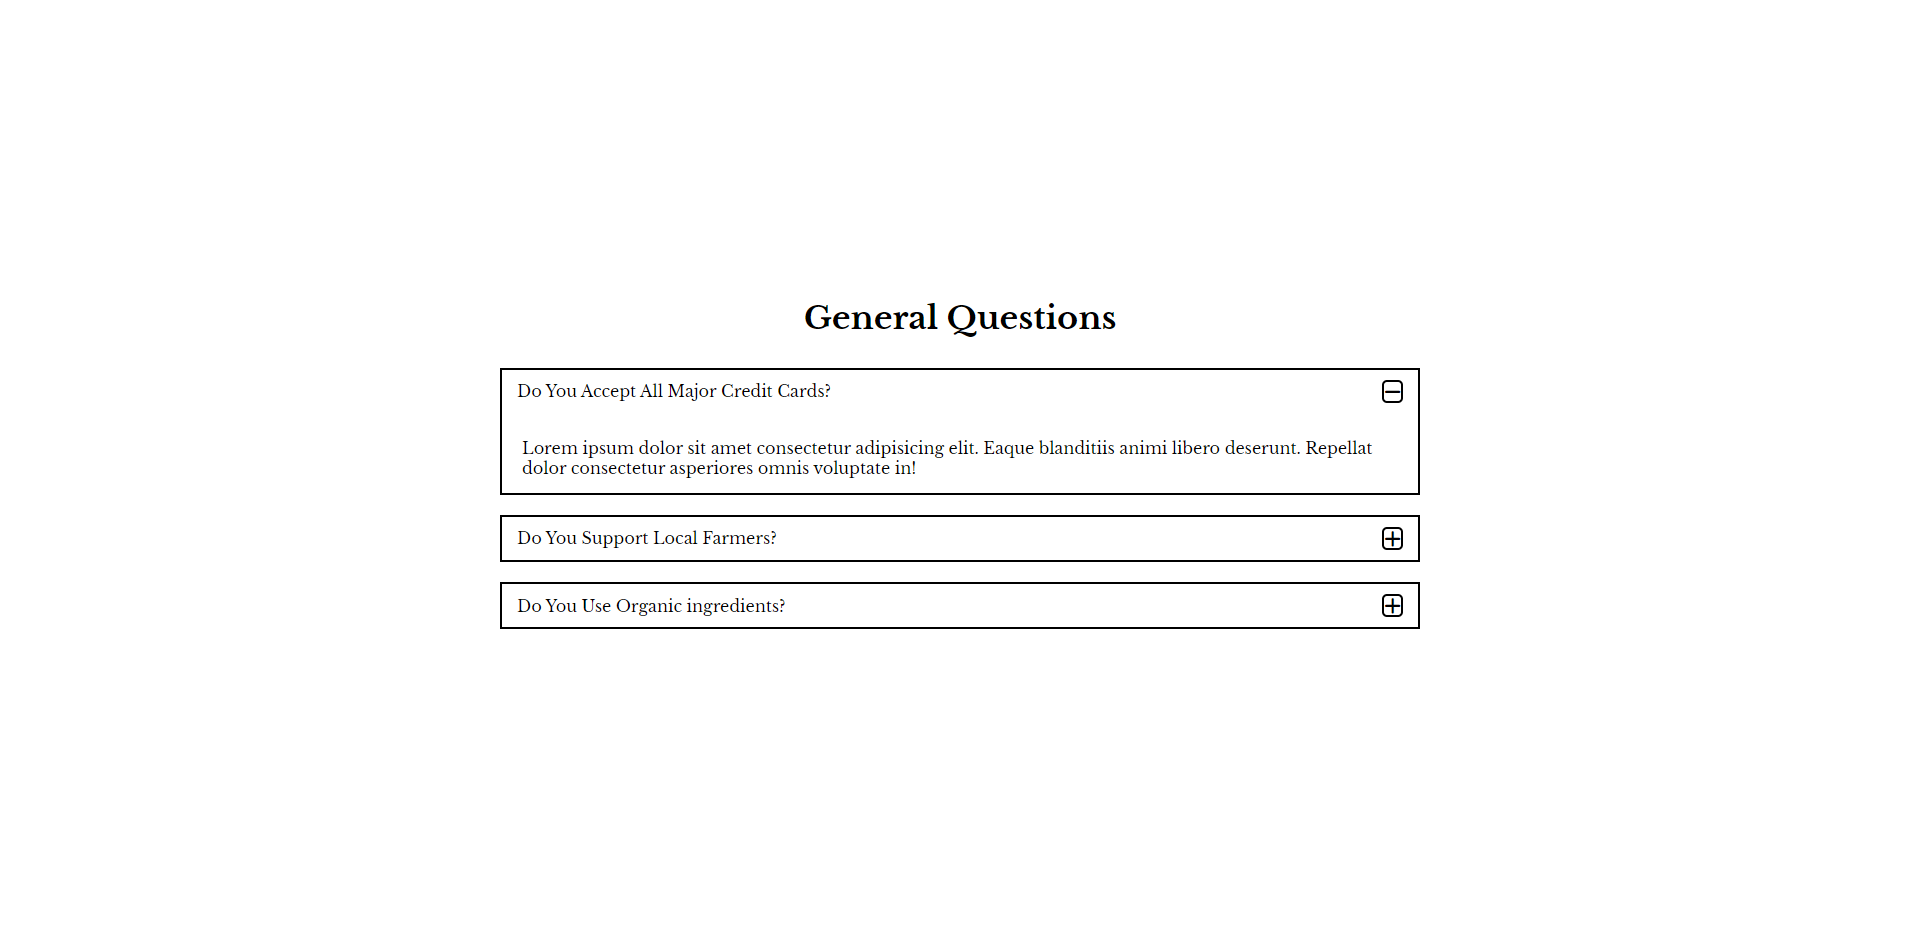 General Questions
Do You Accept All Major Credit Cards?
Lorem ipsum dolor sit amet consectetur adipisicing elit. Eaque blanditiis animi libero deserunt. Repellat
dolor consectetur asperiores omnis voluptate in!
Do You Support Local Farmers?
Do You Use Organic ingredients?